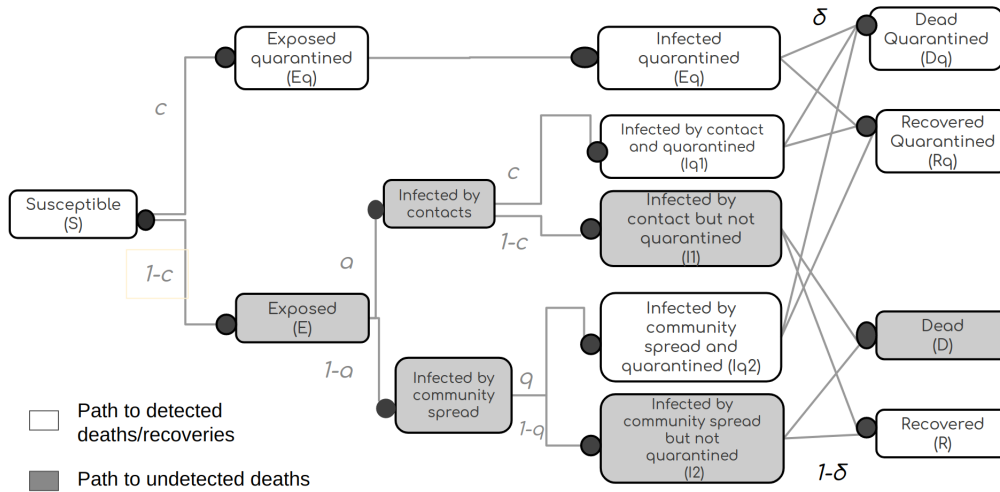 δ
Dead
Quarantined
(Dq)
Exposed
quarantined
(Eq)
Infected
quarantined
(Eq)
c
Infected by contact
and quarantined
(Iq1)
Recovered
Quarantined
(Rq)
Susceptible
(S)
Infected by
contacts
c
1-c
Infected by
contact but not
quarantined
(I1)
1-c
a
Exposed
(E)
1-a
Infected by
community
spread and
quarantined (Iq2)
Dead
(D)
Infected by
community
spread
q
1-q
Infected by
community spread
but not
quarantined
(I2)
Recovered
(R)
1-δ
Path to detected
deaths/recoveries
Path to undetected deaths